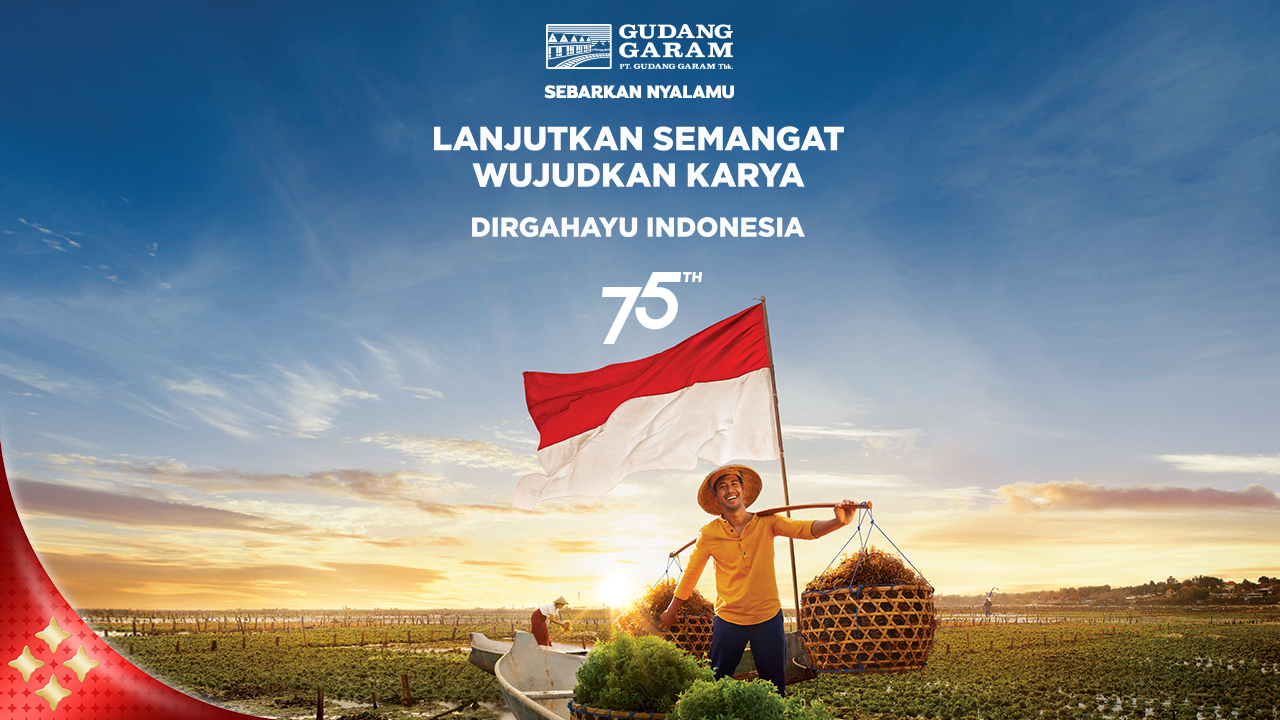 GUDANG
GARAM
PT. GUDANG GARAM Tbk.
SEBARKAN NYALAMU
LANJUTKAN SEMANGAT
WUJUDKAN KARYA
DIRGAHAYU INDONESIA
75TH